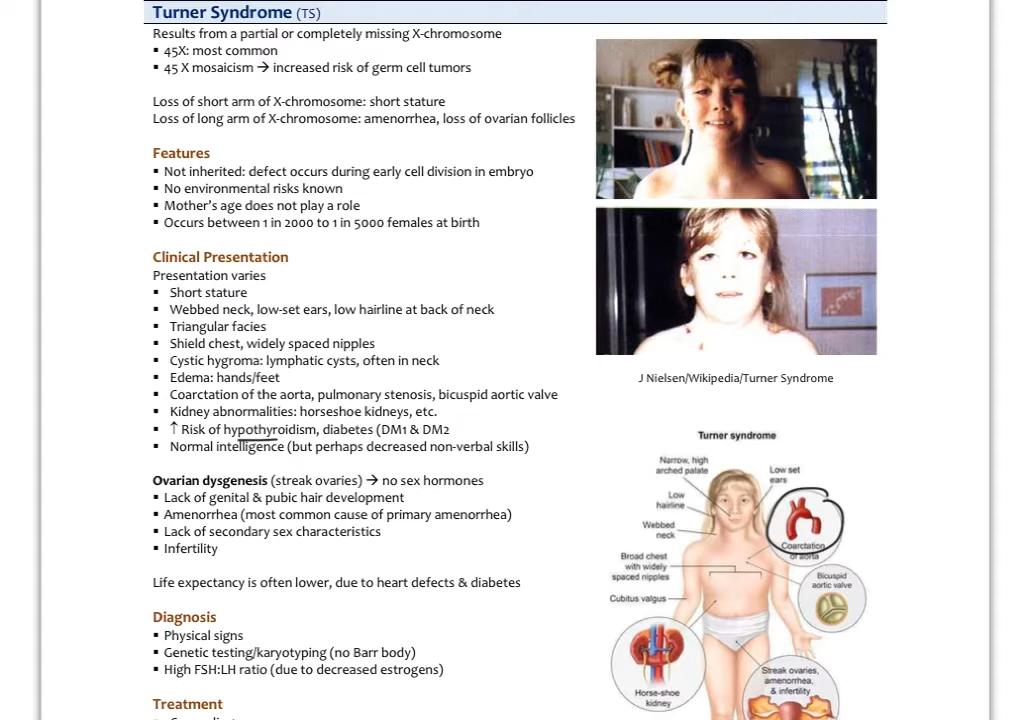 Turner Syndrome (TS)
Results from a partial or completely missing X-chromosome
▪ 45X: most common
▪ 45 X mosaicism → increased risk of germ cell tumors
Loss of short arm of X-chromosome: short stature
Loss of long arm of X-chromosome: amenorrhea, loss of ovarian follicles
Features
▪ Not inherited: defect occurs during early cell division in embryo
▪ No environmental risks known
▪ Mother's age does not play a role
▪ Occurs between 1 in 2000 to 1 in 5000 females at birth
Clinical Presentation
Presentation varies
▪ Short stature
▪ Webbed neck, low-set ears, low hairline at back of neck
▪ Triangular facies
▪ Shield chest, widely spaced nipples
▪ Cystic hygroma: lymphatic cysts, often in neck
▪ Edema: hands/feet
▪ Coarctation of the aorta, pulmonary stenosis, bicuspid aortic valve
▪ Kidney abnormalities: horseshoe kidneys, etc.
▪ ↑ Risk of hypothyroidism, diabetes (DM1 & DM2
▪ Normal intelligence (but perhaps decreased non-verbal skills)
Ovarian dysgenesis (streak ovaries) → no sex hormones
▪ Lack of genital & pubic hair development
▪ Amenorrhea (most common cause of primary amenorrhea)
▪ Lack of secondary sex characteristics
▪ Infertility
Life expectancy is often lower, due to heart defects & diabetes
Diagnosis
▪ Physical signs
▪ Genetic testing/karyotyping (no Barr body)
▪ High FSH:LH ratio (due to decreased estrogens)
Treatment
J Nielsen/Wikipedia/Turner Syndrome
Turner syndrome
Narrow, high
arched palate
Low set
ears
Low
hairline
Webbed
neck
Coarctation
of aorta
Broad chest
with widely
spaced nipples
Bicuspid
aortic valve
Cubitus valgus
Horse-shoe
kidney
Streak ovaries,
amenorrhea,
& infertility